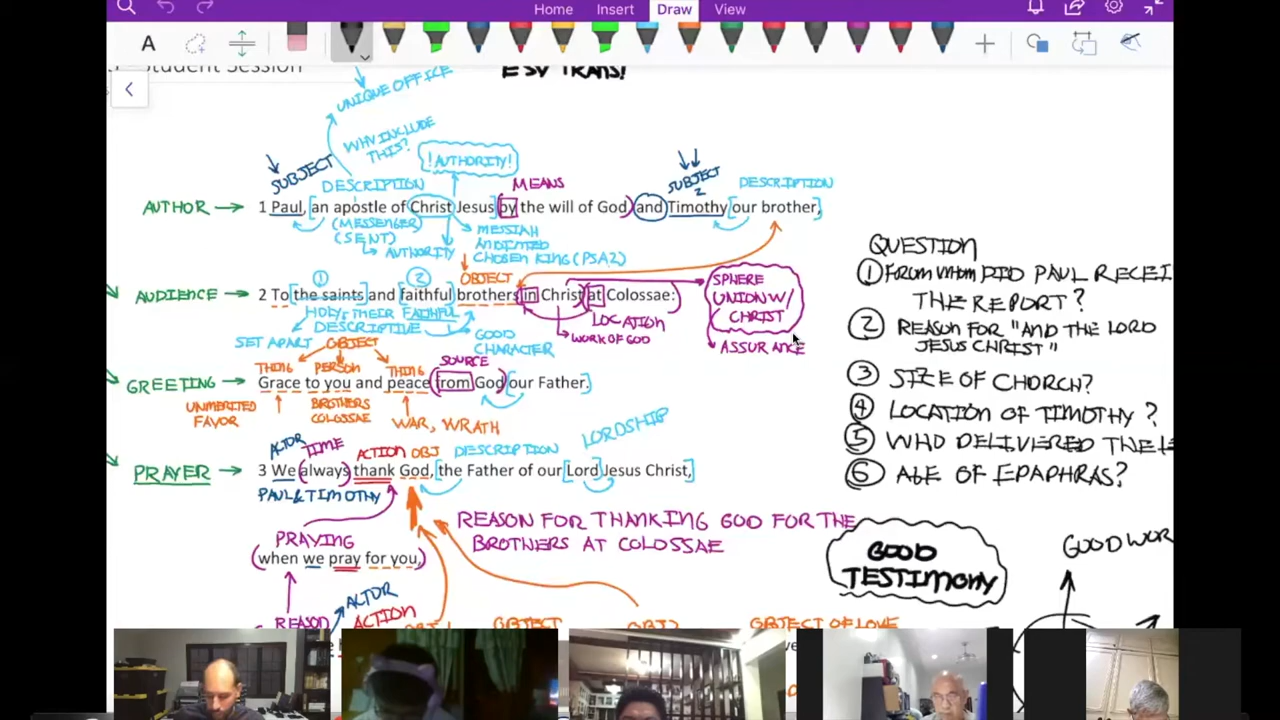 Home Insert Draw View
A
Student Session
ESV TRANS!
UNIQUE OFFICE
WHY INCLUDE
THIS?
!AUTHORITY!
SUBJECT
DESCRIPTION
MEANS
SUBJECT
2
DESCRIPTION
AUTHOR
1 Paul, [an apostle of Christ Jesus] (by the will of God) and Timothy [our brother,]
(MESSENGER)
(SENT)
AUTHORITY
MESSIAH
ANOINTED
CHOSEN KING (PSA2)
1
2
OBJECT
AUDIENCE
2 To [the saints] and [faithful] brothers (in Christ) (at Colossae:)
HOLY
THEIR FAITHFUL
DESCRIPTIVE
SET APART
GOOD
CHARACTER
LOCATION
WORK OF GOD
SPHERE
UNION W/
CHRIST
ASSURANCE
OBJECT
THING PERSON THING
SOURCE
GREETING
Grace to you and peace (from God) [our Father.]
UNMERITED
FAVOR
BROTHERS
COLOSSAE
WAR, WRATH
ACTOR
TIME
ACTION OBJ
DESCRIPTION
LORDSHIP
PRAYER
3 We (always) thank God, [the Father of our [Lord] Jesus Christ,]
PAUL & TIMOTHY
REASON FOR THANKING GOD FOR THE
BROTHERS AT COLOSSAE
PRAYING
(when we pray for you,)
REASON
ACTOR
ACTION
OBJECT
OBJECT OF LOVE
QUESTION
1 FROM WHOM DID PAUL RECEI
THE REPORT?
2 REASON FOR "AND THE LORD
JESUS CHRIST"
3 SIZE OF CHURCH?
4 LOCATION OF TIMOTHY?
5 WHO DELIVERED THE LE
6 AGE OF EPAPHRAS?
GOOD
TESTIMONY
GOOD WOR